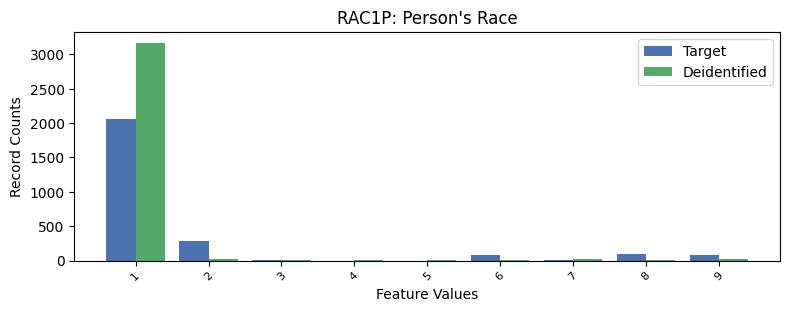 RAC1P: Person's Race
Target
Deidentified
Record Counts
3000
2500
2000
1500
1000
500
0
1 2 3 4 5 6 7 8 9
Feature Values